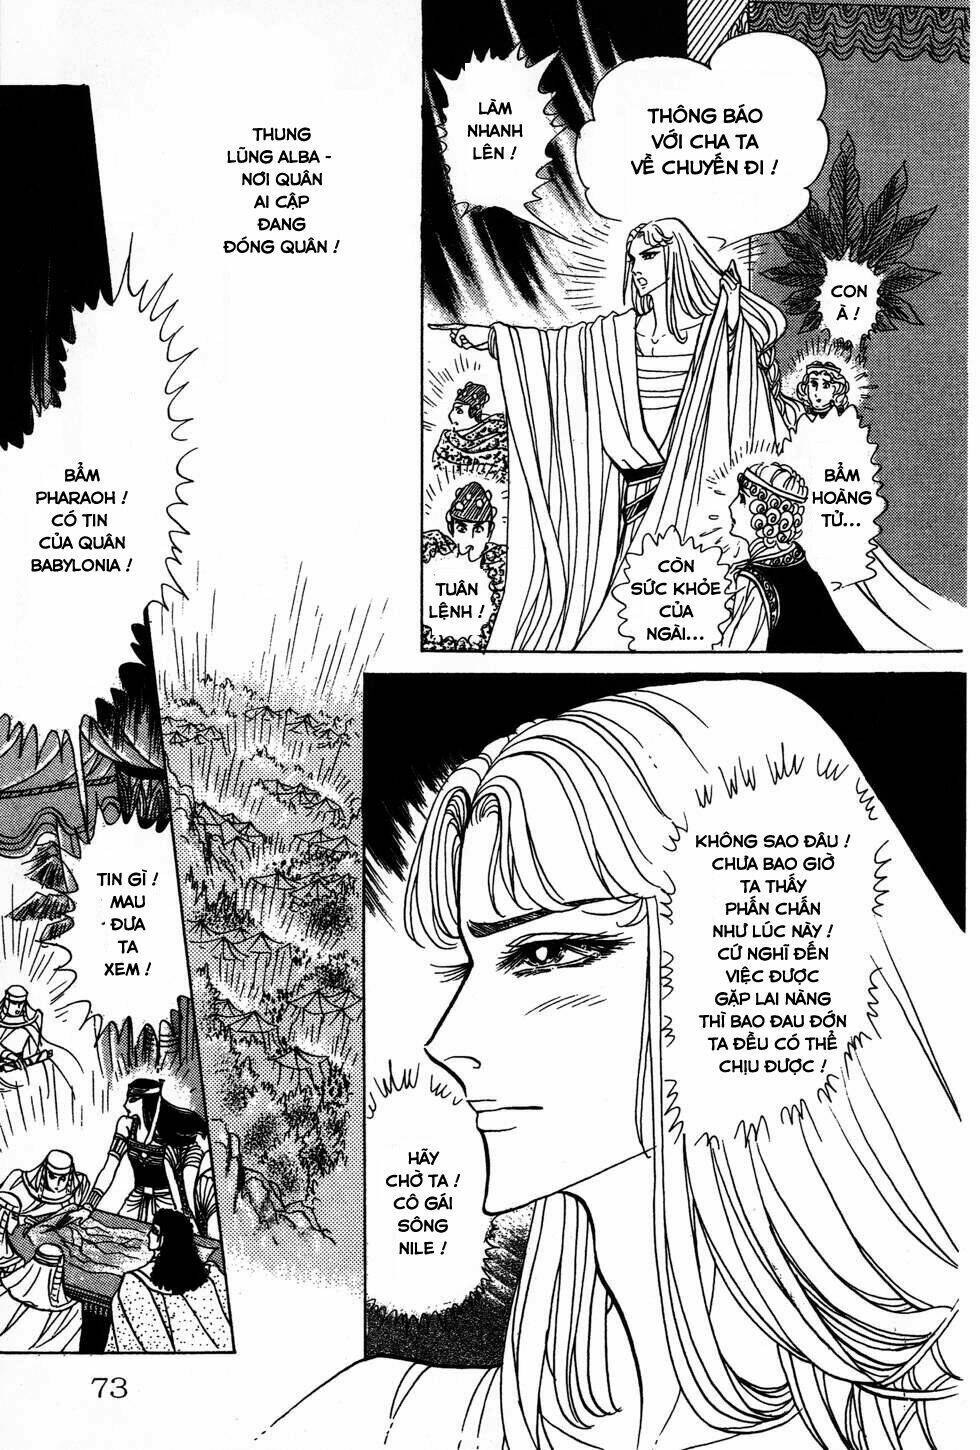 THÔNG BÁO
VỚI CHA TA
VỀ CHUYẾN ĐI !
LÀM
NHANH
LÊN !
CON
À !
BẨM
HOÀNG
TỬ...
CÒN
SỨC KHỎE
CỦA
NGÀI...
TUÂN
LỆNH !
KHÔNG SAO ĐÂU !
CHƯA BAO GIỜ
TA THẤY
PHẤN CHẤN
NHƯ LÚC NÀY !
CỨ NGHĨ ĐẾN
VIỆC ĐƯỢC
GẶP LẠI NÀNG
THÌ BAO ĐAU ĐỚN
TA ĐỀU CÓ THỂ
CHỊU ĐƯỢC !
HÃY
CHỜ TA !
CÔ GÁI
SÔNG
NILE !
THUNG
LŨNG ALBA -
NƠI QUÂN
AI CẬP
ĐANG
ĐÓNG QUÂN !
BẨM
PHARAOH !
CÓ TIN
CỦA QUÂN
BABYLONIA !
TIN GÌ !
MAU
ĐƯA
TA
XEM !
73